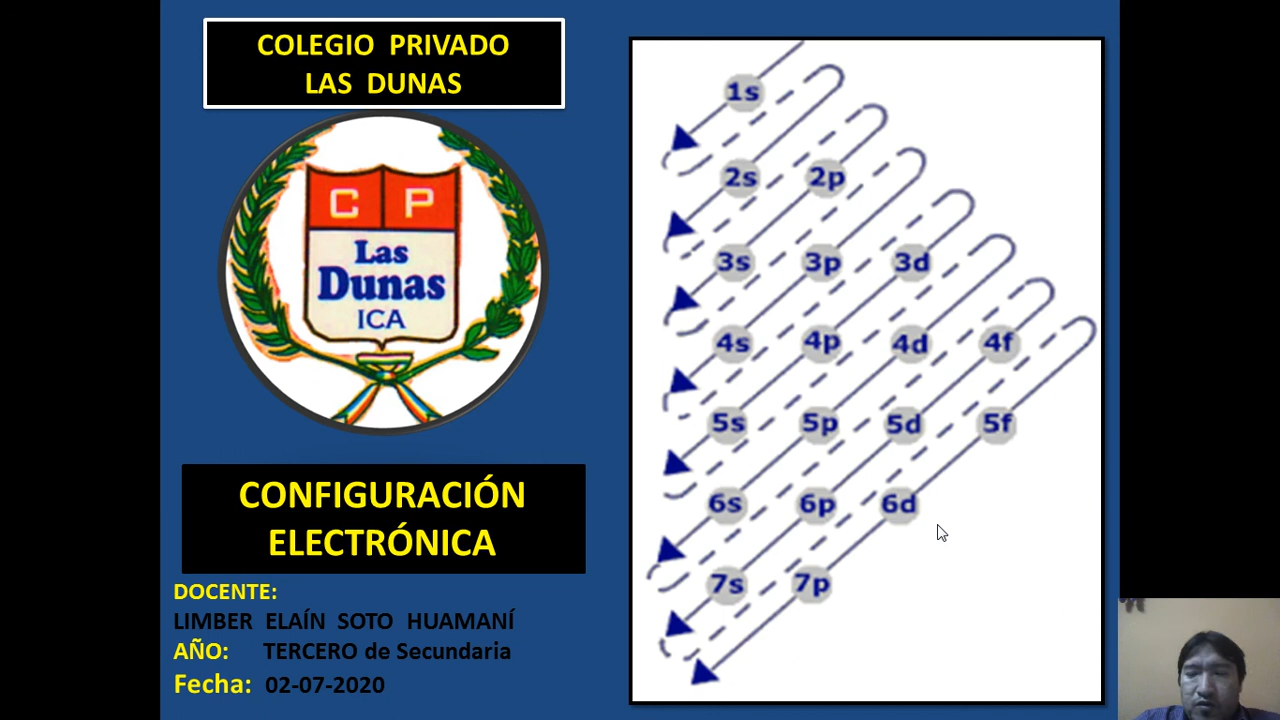 COLEGIO PRIVADO
LAS DUNAS
C P
Las
Dunas
ICA
CONFIGURACIÓN
ELECTRÓNICA
DOCENTE:
LIMBER ELAÍN SOTO HUAMANÍ
AÑO: TERCERO de Secundaria
Fecha: 02-07-2020
1s
2s 2p
3s 3p 3d
4s 4p 4d 4f
5s 5p 5d 5f
6s 6p 6d
7s 7p